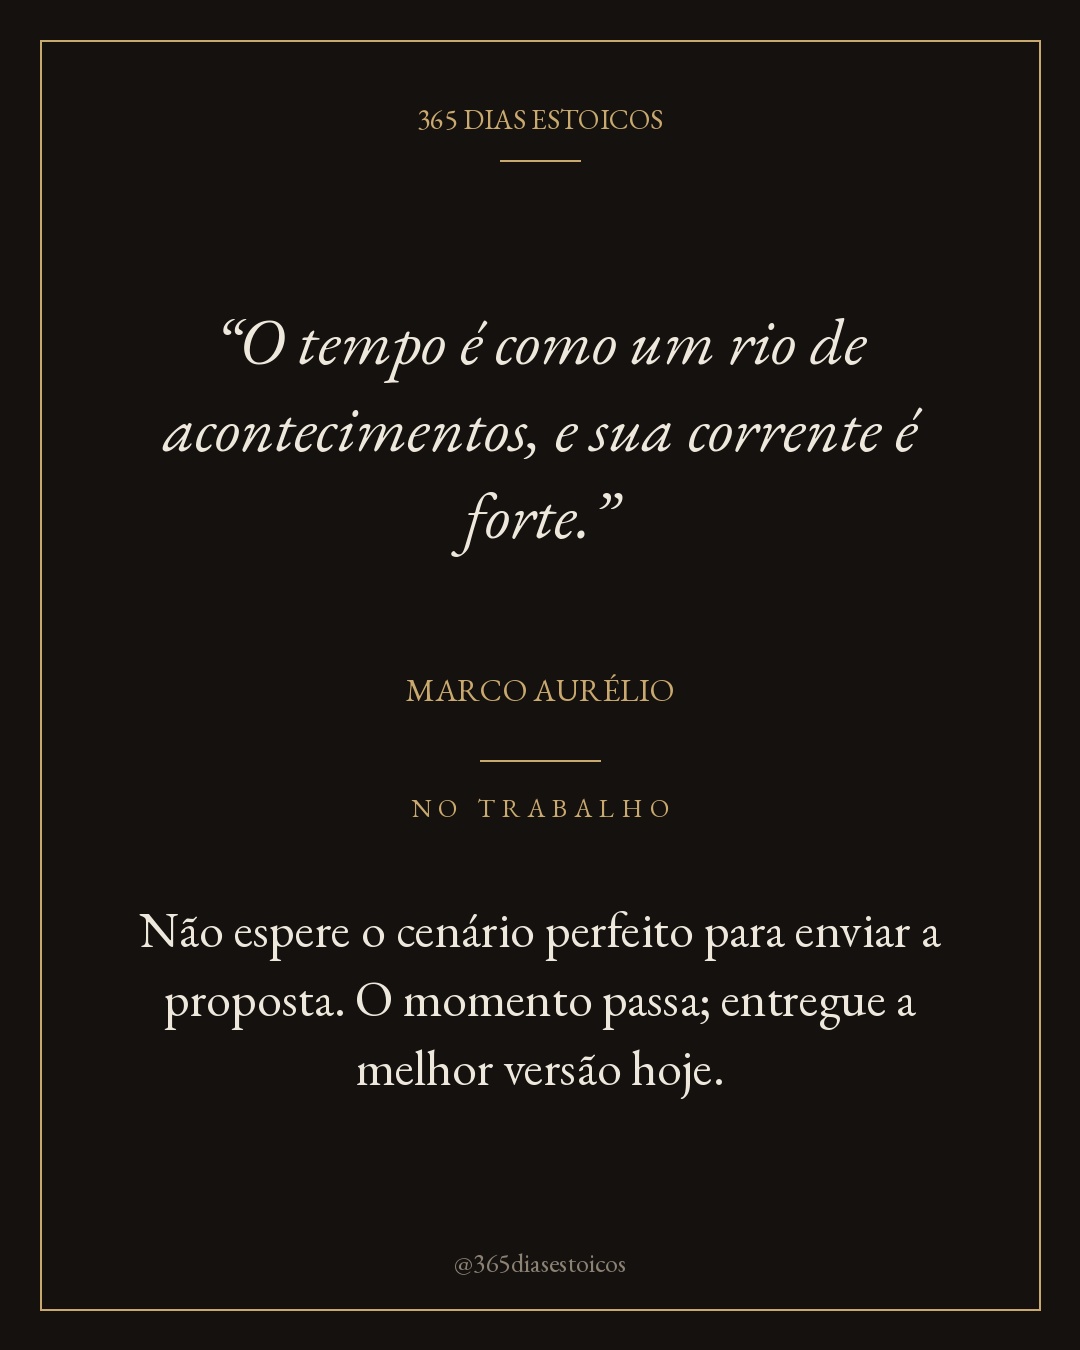 365 DIAS ESTOICOS
“O tempo é como um rio de
acontecimentos, e sua corrente é
forte.”
MARCO AURÉLIO
NO TRABALHO
Não espere o cenário perfeito para enviar a
proposta. O momento passa; entregue a
melhor versão hoje.
@365diasestoicos